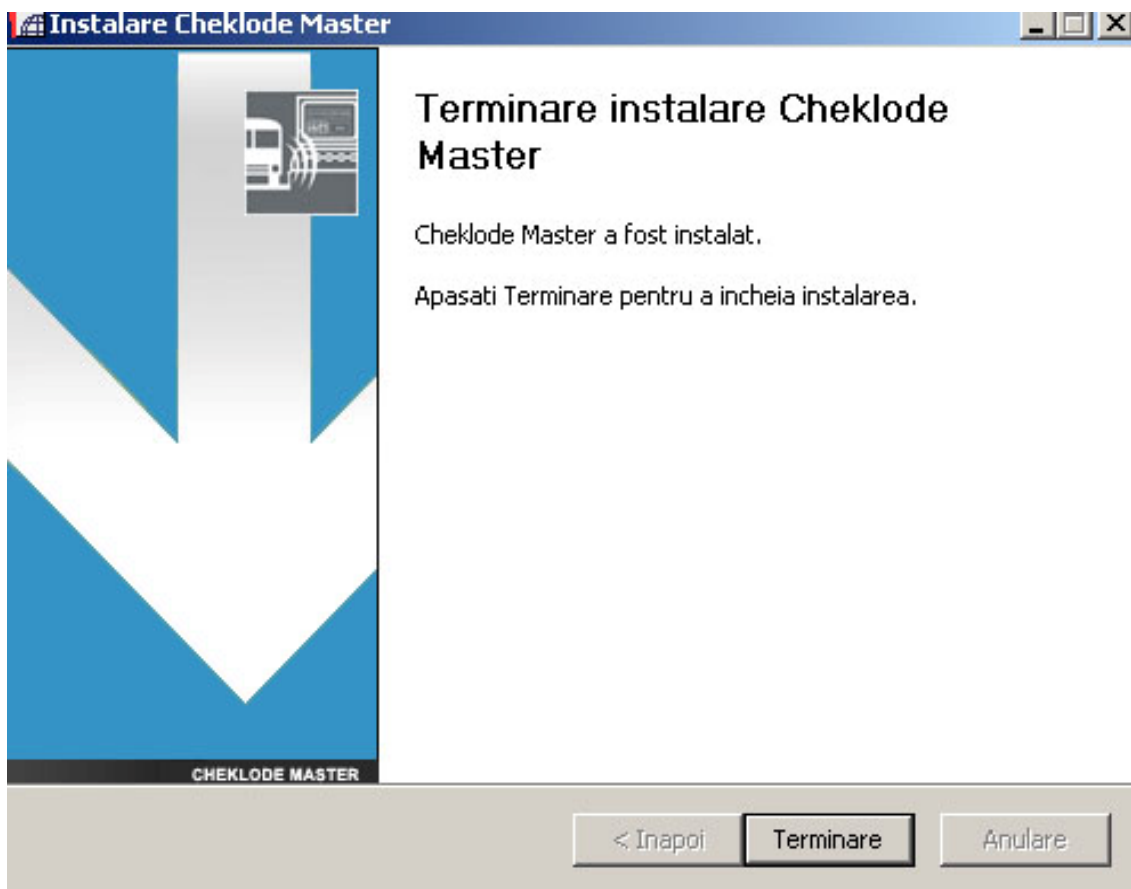 Instalare Cheklode Master
Terminare instalare Cheklode
Master
Cheklode Master a fost instalat.
Apasati Terminare pentru a incheia instalarea.
CHEKLODE MASTER
< Inapoi
Terminare
Anulare